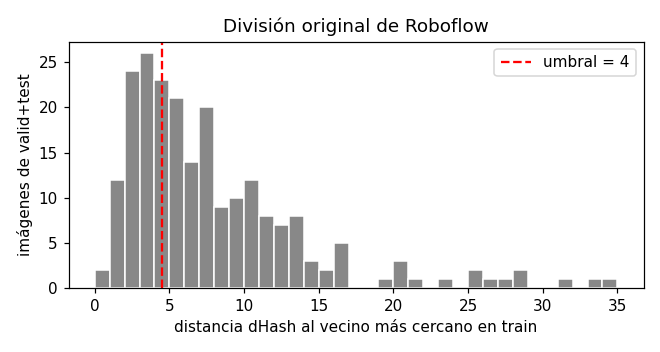 División original de Roboflow
umbral = 4
imágenes de valid+test
25
20
15
10
5
0
0 5 10 15 20 25 30 35
distancia dHash al vecino más cercano en train